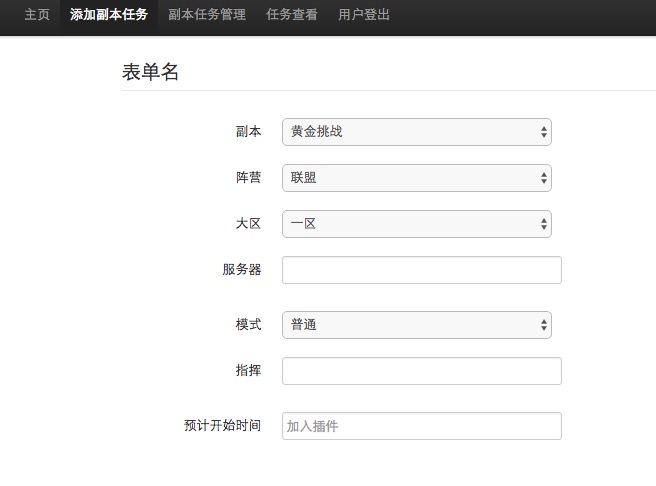 主页 添加副本任务 副本任务管理 任务查看 用户登出
表单名
副本 黄金挑战
阵营 联盟
大区 一区
服务器
模式 普通
指挥
预计开始时间 加入插件